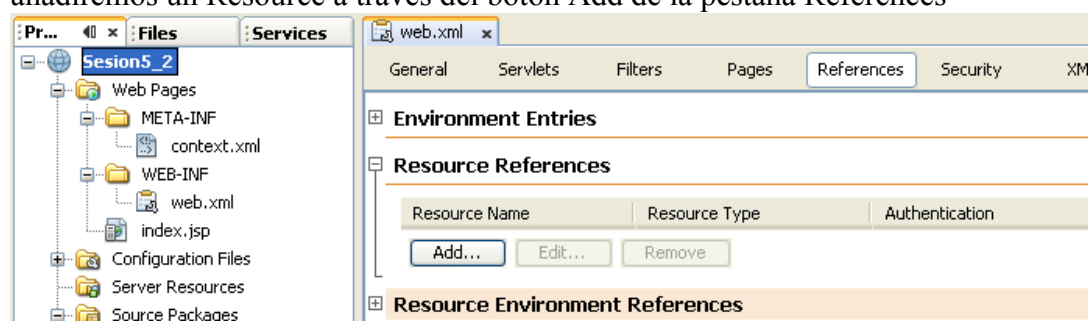 añadiremos un Resource a través del botón Add de la pestaña References
Pr... Files Services
Sesion5_2
Web Pages
META-INF
context.xml
WEB-INF
web.xml
index.jsp
Configuration Files
Server Resources
Source Packages
web.xml
General Servlets Filters Pages References Security XM
Environment Entries
Resource References
Resource Name Resource Type Authentication
Add... Edit... Remove
Resource Environment References